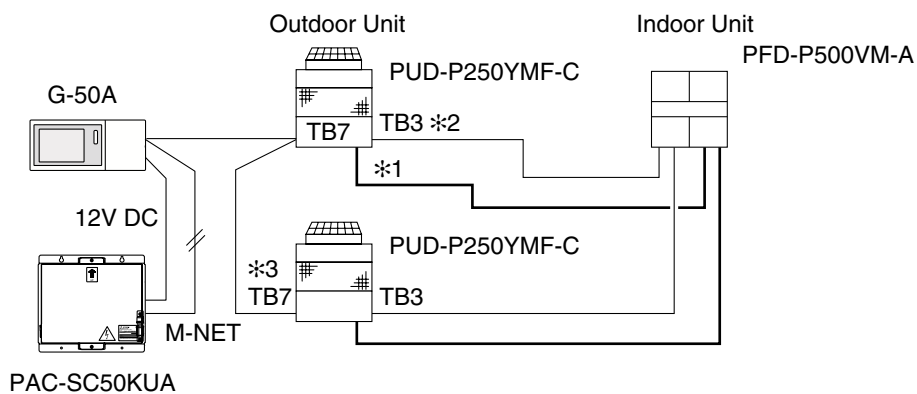 Outdoor Unit
Indoor Unit
PUD-P250YMF-C
PFD-P500VM-A
G-50A
TB7
TB3 ✻2
✻1
12V DC
PUD-P250YMF-C
✻3
TB7
TB3
M-NET
PAC-SC50KUA